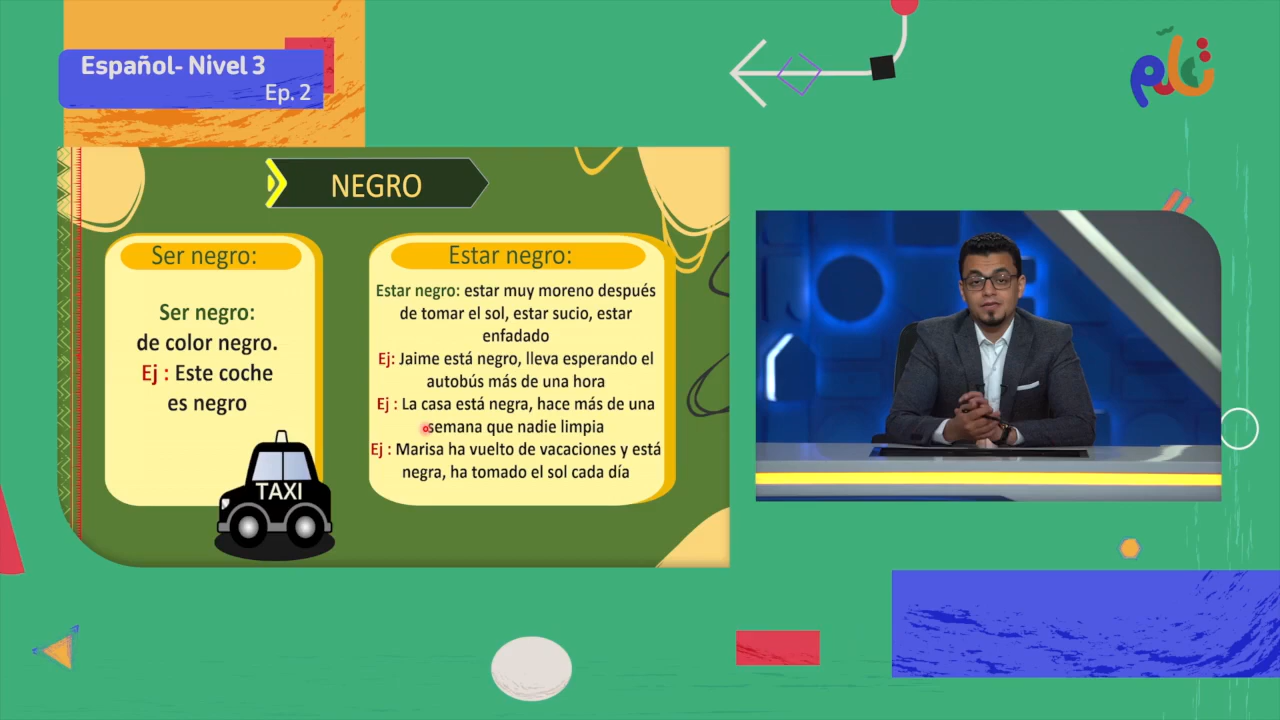 Español- Nivel 3
Ep. 2
تكلم
NEGRO
Ser negro:
Ser negro:
de color negro.
Ej : Este coche
es negro
TAXI
Estar negro:
Estar negro: estar muy moreno después
de tomar el sol, estar sucio, estar
enfadado
Ej: Jaime está negro, lleva esperando el
autobús más de una hora
Ej : La casa está negra, hace más de una
semana que nadie limpia
Ej : Marisa ha vuelto de vacaciones y está
negra, ha tomado el sol cada día